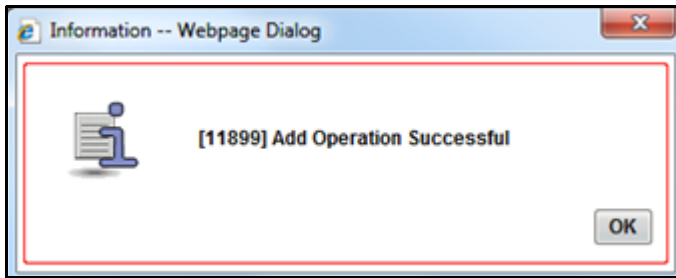 Information -- Webpage Dialog
[11899] Add Operation Successful
OK